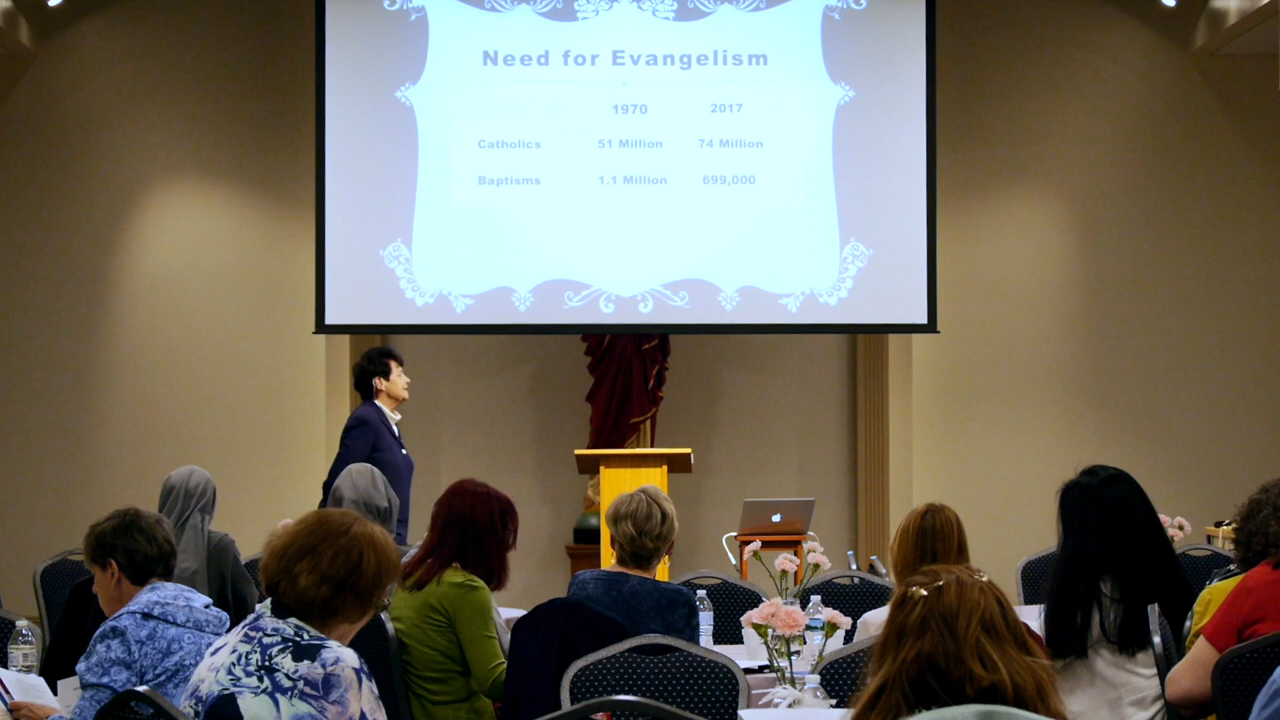 Need for Evangelism
1970 2017
Catholics 51 Million 74 Million
Baptisms 1.1 Million 699,000